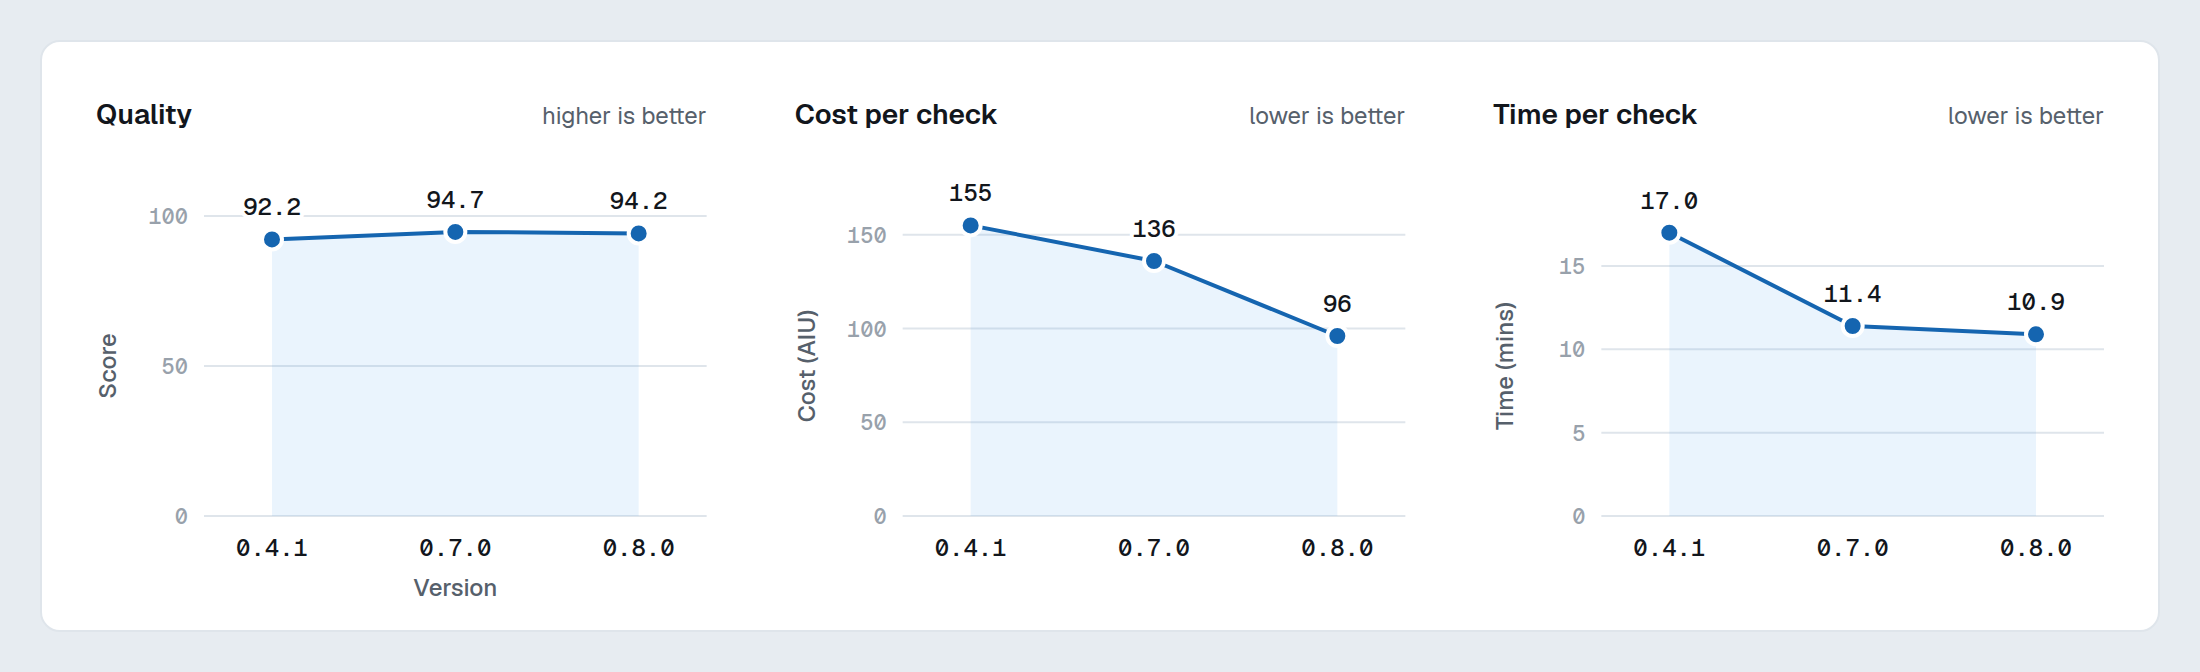 Quality
higher is better
100
50
0
Score
92.2
94.7
94.2
0.4.1
0.7.0
0.8.0
Version
Cost per check
lower is better
150
100
50
0
Cost (AIU)
155
136
96
0.4.1
0.7.0
0.8.0
Time per check
lower is better
15
10
5
0
Time (mins)
17.0
11.4
10.9
0.4.1
0.7.0
0.8.0